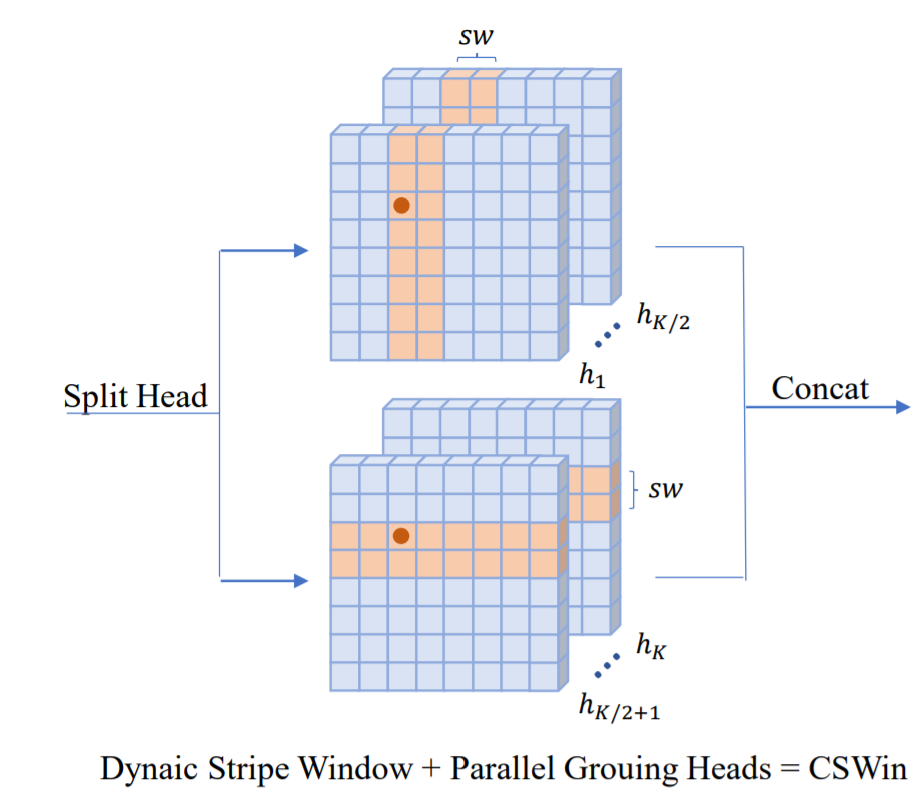 sw
h_{K/2}
h_1
Split Head
Concat
sw
h_K
h_{K/2+1}
Dynaic Stripe Window + Parallel Grouing Heads = CSWin